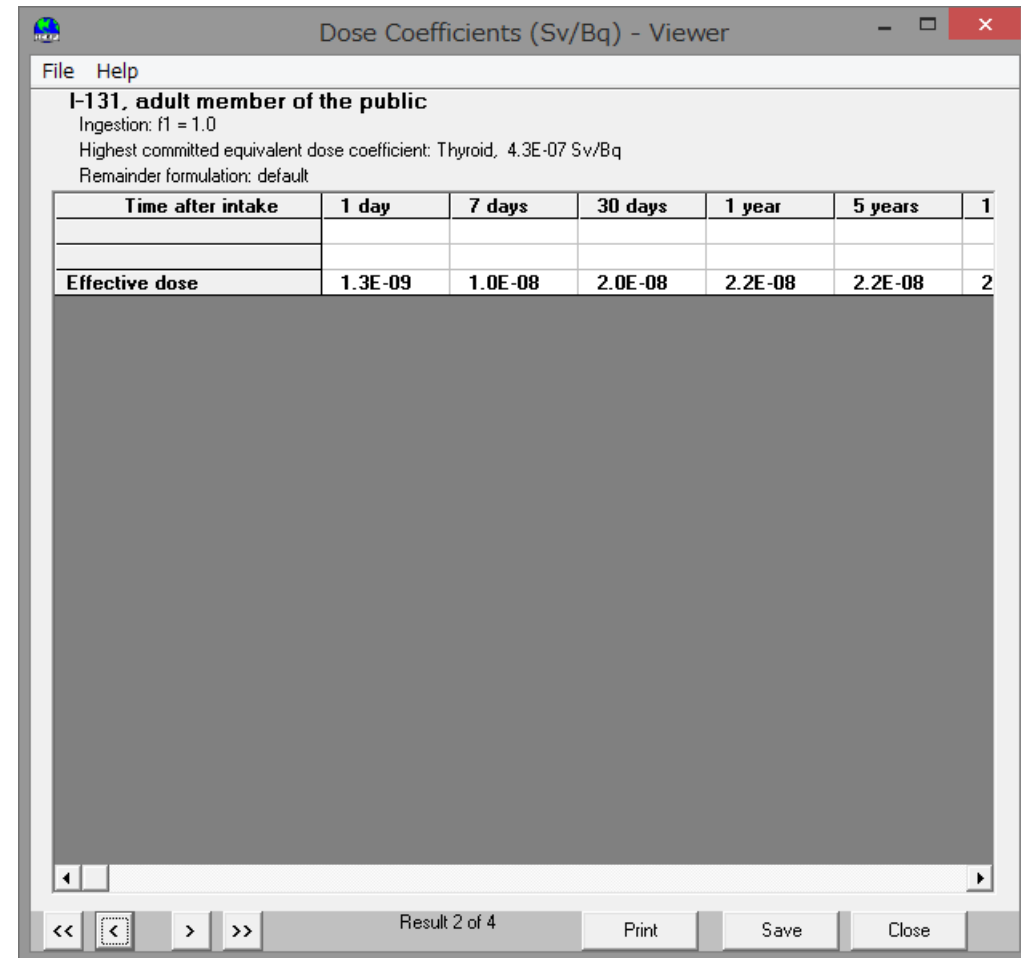 Dose Coefficients (Sv/Bq) - Viewer
File Help
I-131, adult member of the public
Ingestion: f1 = 1.0
Highest committed equivalent dose coefficient: Thyroid, 4.3E-07 Sv/Bq
Remainder formulation: default
Time after intake 1 day 7 days 30 days 1 year 5 years 1
Effective dose 1.3E-09 1.0E-08 2.0E-08 2.2E-08 2.2E-08 2
<< < > >> Result 2 of 4 Print Save Close